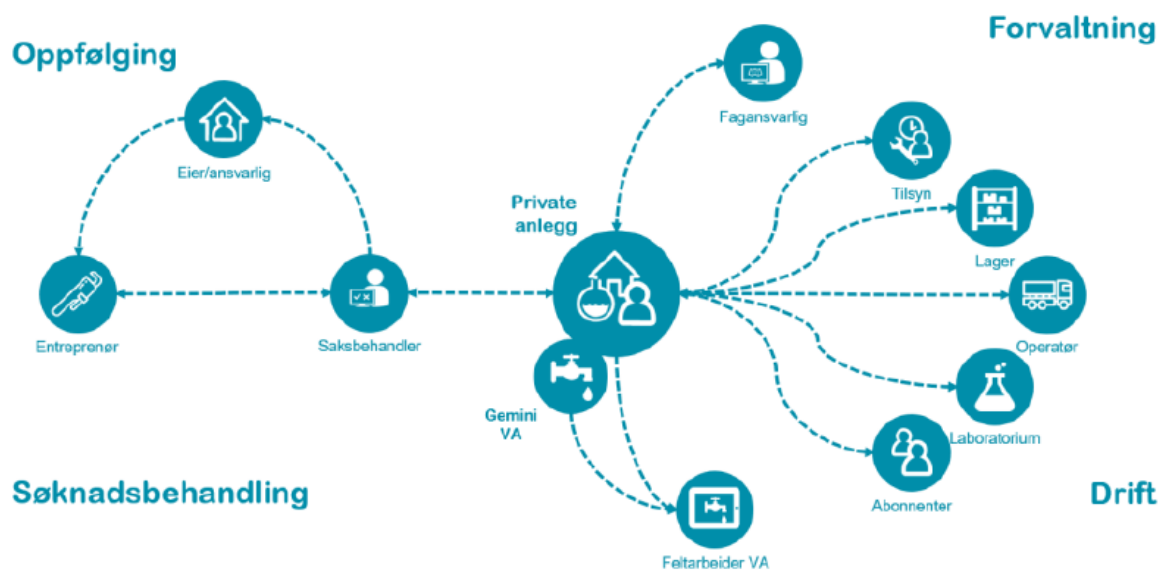 Forvaltning
Oppfølging
Fagansvarlig
Eier/ansvarlig
Tilsyn
Private
anlegg
Lager
Entreprenør
Saksbehandler
Operatør
Gemini
VA
Laboratorium
Søknadsbehandling
Drift
Abonnenter
Feltarbeider VA